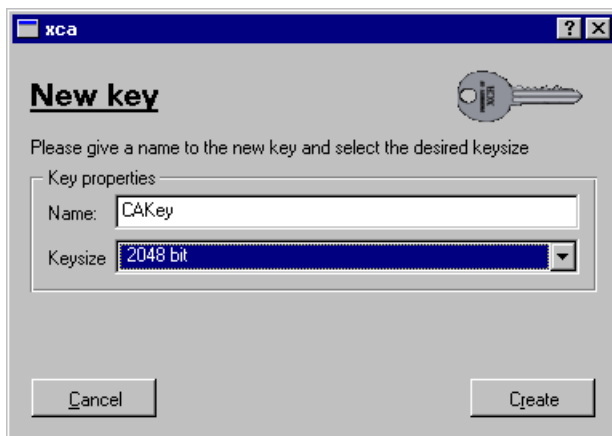 xca
New key
Please give a name to the new key and select the desired keysize
Key properties
Name: CAKey
Keysize 2048 bit
Cancel Create